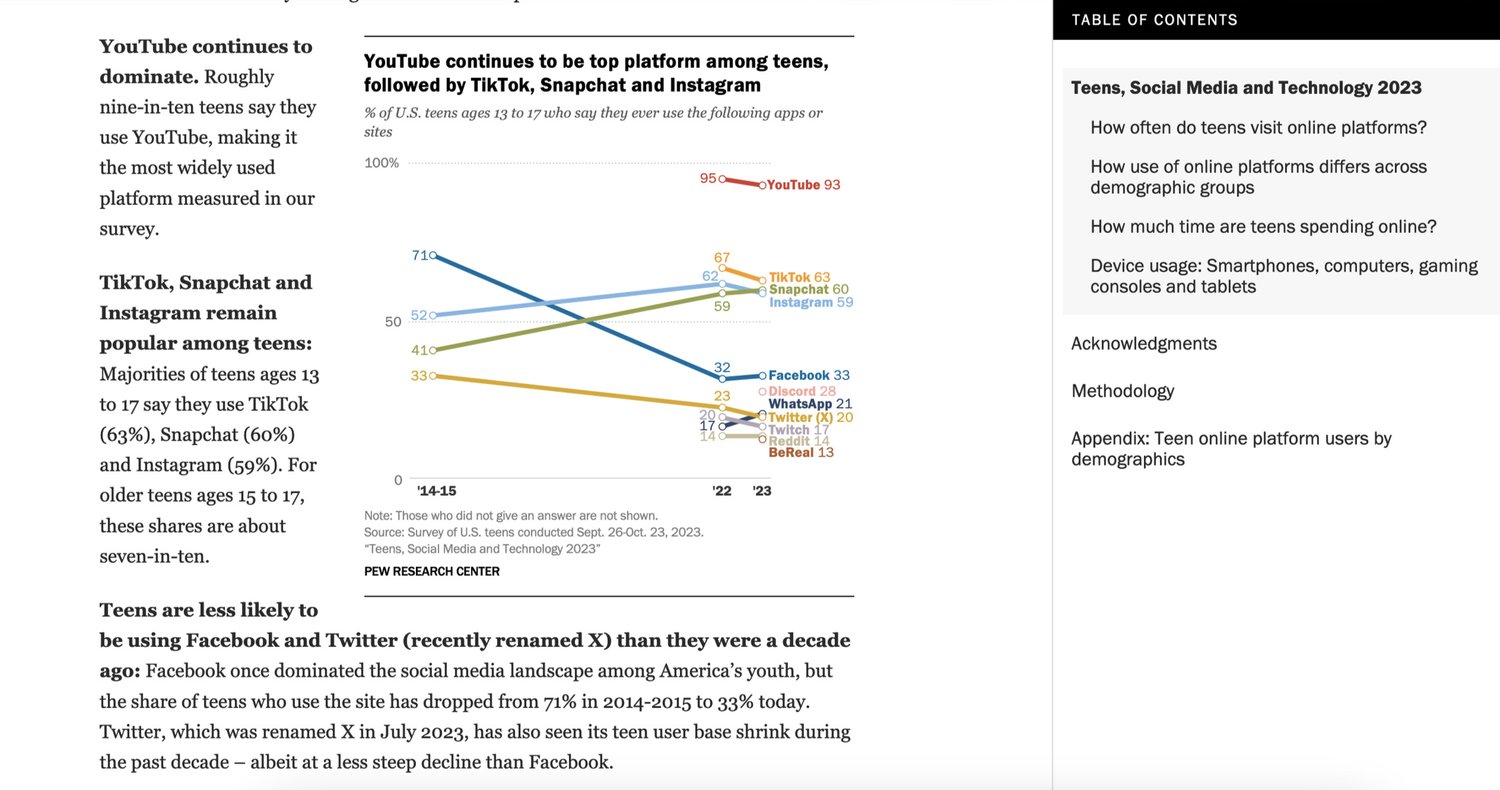 YouTube continues to
dominate. Roughly
nine-in-ten teens say they
use YouTube, making it
the most widely used
platform measured in our
survey.
TikTok, Snapchat and
Instagram remain
popular among teens:
Majorities of teens ages 13
to 17 say they use TikTok
(63%), Snapchat (60%)
and Instagram (59%). For
older teens ages 15 to 17,
these shares are about
seven-in-ten.
YouTube continues to be top platform among teens,
followed by TikTok, Snapchat and Instagram
% of U.S. teens ages 13 to 17 who say they ever use the following apps or
sites
100%
95
YouTube 93
71
67
62
TikTok 63
Snapchat 60
Instagram 59
59
52
50
41
33
32
Facebook 33
Discord 28
23
WhatsApp 21
20
Twitter (X) 20
17
Twitch 17
14
Reddit 14
BeReal 13
0
'14-15
'22
'23
Note: Those who did not give an answer are not shown.
Source: Survey of U.S. teens conducted Sept. 26-Oct. 23, 2023.
“Teens, Social Media and Technology 2023”
PEW RESEARCH CENTER
Teens are less likely to
be using Facebook and Twitter (recently renamed X) than they were a decade
ago: Facebook once dominated the social media landscape among America’s youth, but
the share of teens who use the site has dropped from 71% in 2014-2015 to 33% today.
Twitter, which was renamed X in July 2023, has also seen its teen user base shrink during
the past decade – albeit at a less steep decline than Facebook.
TABLE OF CONTENTS
Teens, Social Media and Technology 2023
How often do teens visit online platforms?
How use of online platforms differs across
demographic groups
How much time are teens spending online?
Device usage: Smartphones, computers, gaming
consoles and tablets
Acknowledgments
Methodology
Appendix: Teen online platform users by
demographics